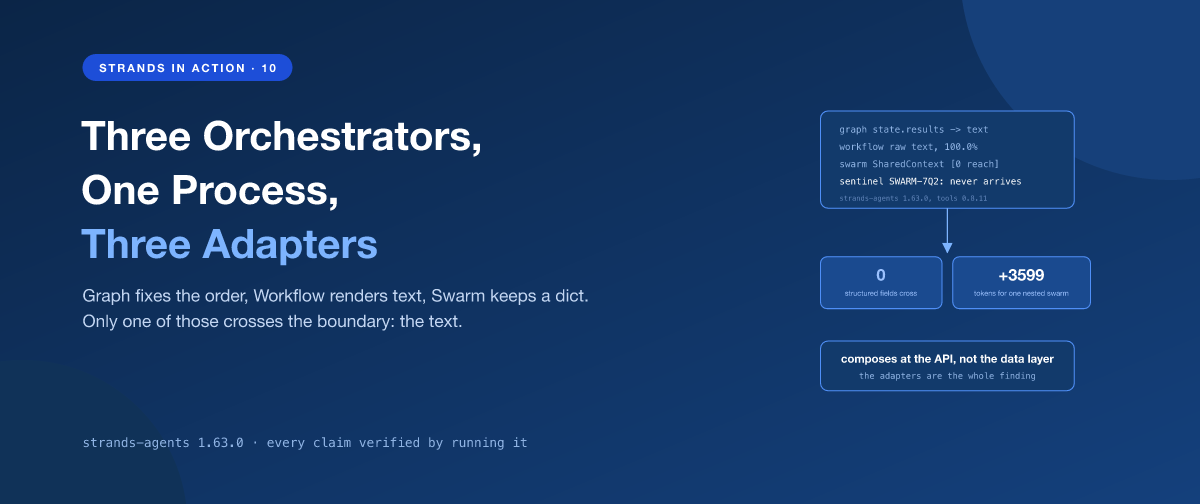 STRANDS IN ACTION · 10
Three Orchestrators,
One Process,
Three Adapters
Graph fixes the order, Workflow renders text, Swarm keeps a dict.
Only one of those crosses the boundary: the text.
strands-agents 1.63.0 · every claim verified by running it
graph state.results -> text
workflow raw text, 100.0%
swarm SharedContext [0 reach]
sentinel SWARM-7Q2: never arrives
strands-agents 1.63.0, tools 0.8.11
0
structured fields cross
+3599
tokens for one nested swarm
composes at the API, not the data layer
the adapters are the whole finding